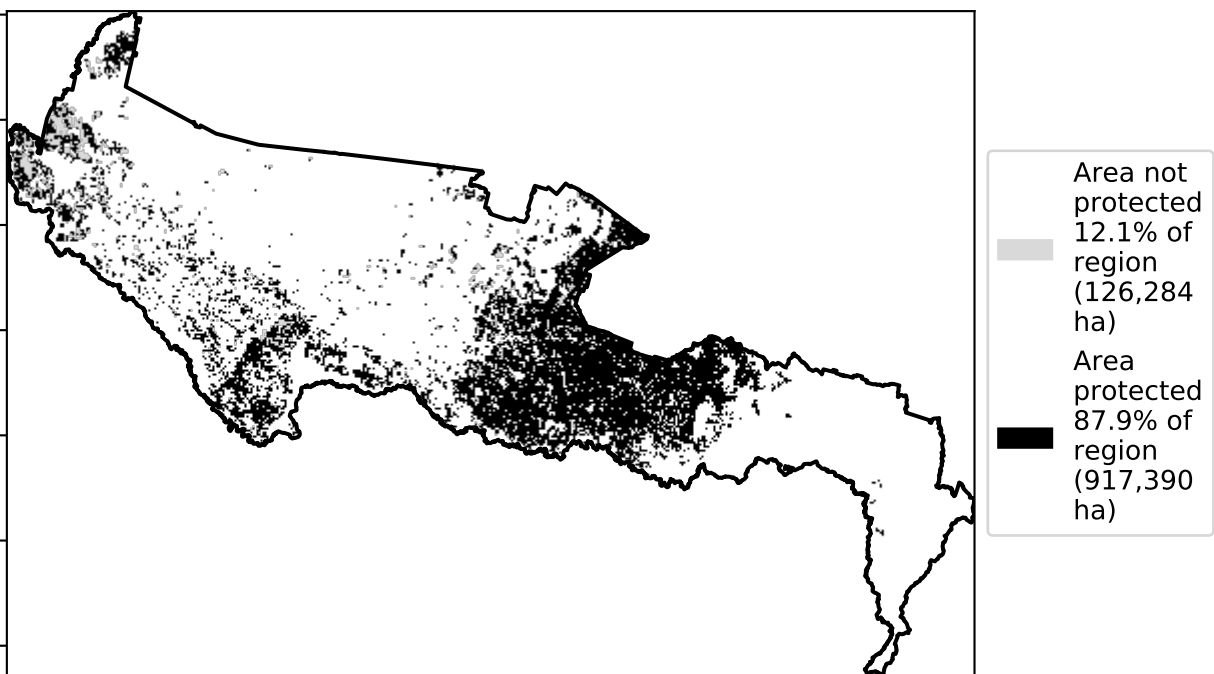 Area not
protected
12.1% of
region
(126,284
ha)
Area
protected
87.9% of
region
(917,390
ha)